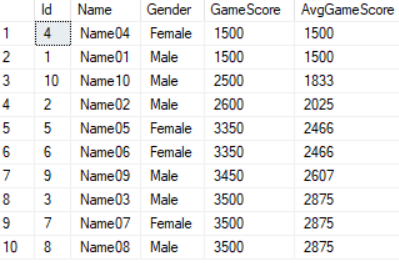 Id Name Gender GameScore AvgGameScore
1 4 Name04 Female 1500 1500
2 1 Name01 Male 1500 1500
3 10 Name10 Male 2500 1833
4 2 Name02 Male 2600 2025
5 5 Name05 Female 3350 2466
6 6 Name06 Female 3350 2466
7 9 Name09 Male 3450 2607
8 3 Name03 Male 3500 2875
9 7 Name07 Female 3500 2875
10 8 Name08 Male 3500 2875